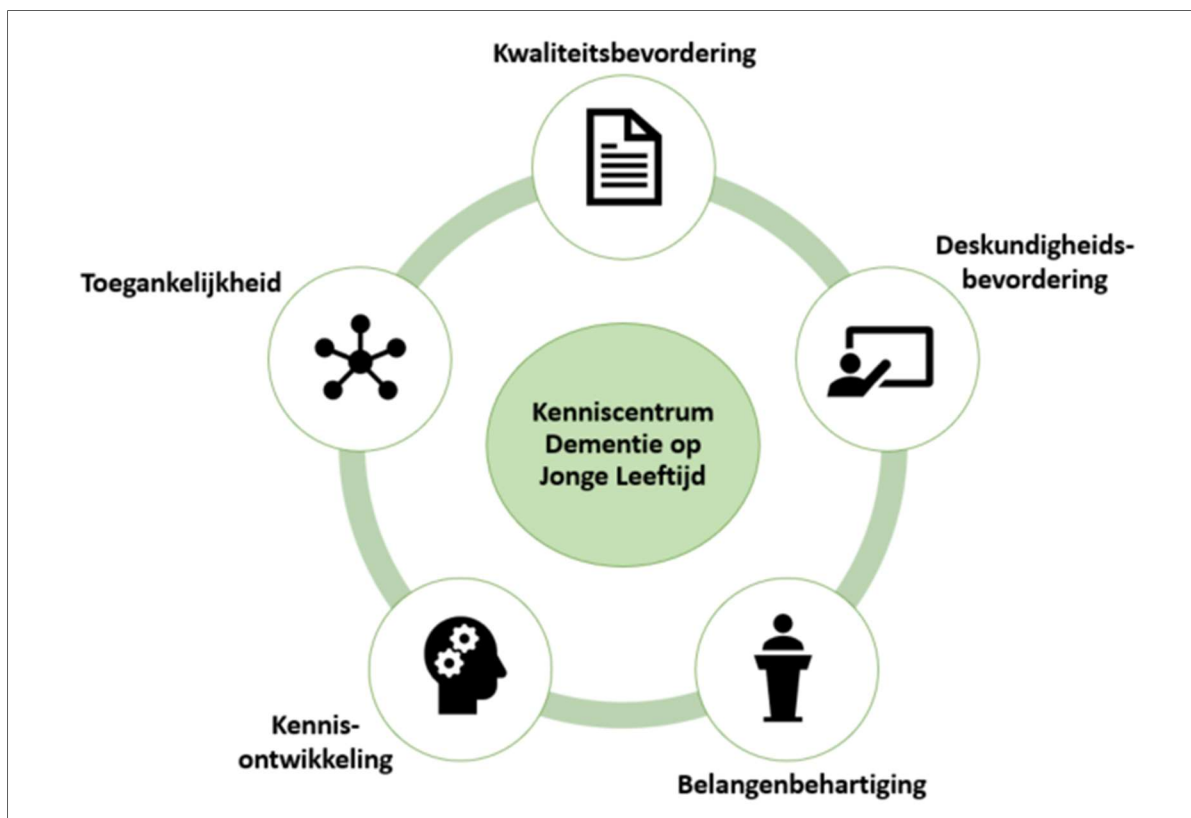 Kwaliteitsbevordering
Deskundigheids-
bevordering
Toegankelijkheid
Kenniscentrum
Dementie op
Jonge Leeftijd
Kennis-
ontwikkeling
Belangenbehartiging